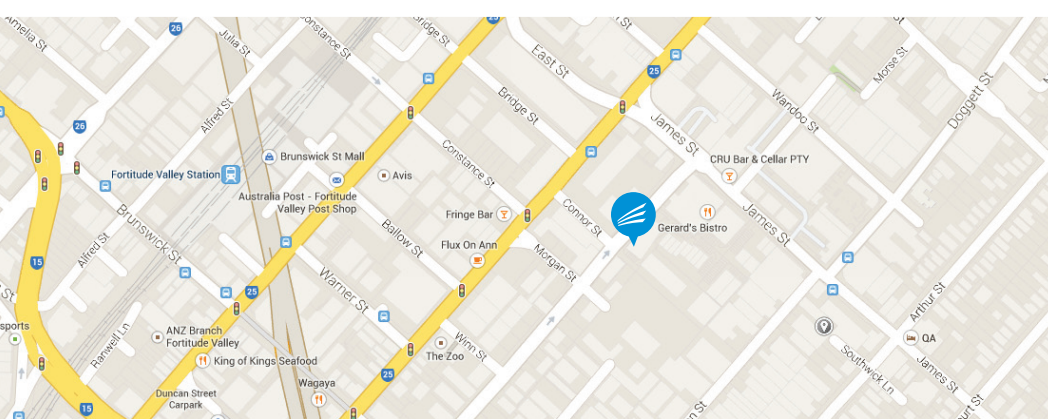 Amelia St
26
Julia St
Constance St
Bridge St
25
East St
25
Morse St
Wandoo St
Doggett St
Alfred St
Bridge St
James St
26
Brunswick St Mall
CRU Bar & Cellar PTY
Fortitude Valley Station
Constance St
Avis
Australia Post - Fortitude
Valley Post Shop
Fringe Bar
Connor St
James St
Gerard's Bistro
Brunswick St
Ballow St
Flux On Ann
Alfred St
15
Morgan St
Warner St
25
Arthur St
sports
ANZ Branch
Fortitude Valley
Ranwell Ln
Winn St
The Zoo
QA
King of Kings Seafood
Southwick Ln
James St
25
Wagaya
Duncan Street
Carpark
15